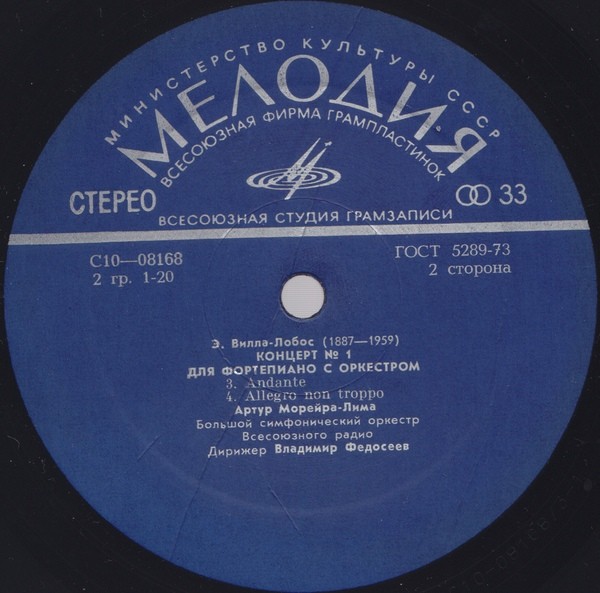 МИНИСТЕРСТВО КУЛЬТУРЫ СССР
МЕЛОДИЯ
ВСЕСОЮЗНАЯ ФИРМА ГРАМПЛАСТИНОК
СТЕРЕО
33
ВСЕСОЮЗНАЯ СТУДИЯ ГРАМЗАПИСИ
С10—08168
ГОСТ 5289-73
2 гр. 1-20
2 сторона
Э. Вилла-Лобос (1887—1959)
КОНЦЕРТ № 1
ДЛЯ ФОРТЕПИАНО С ОРКЕСТРОМ
3. Andante
4. Allegro non troppo
Артур Морейра-Лима
Большой симфонический оркестр
Всесоюзного радио
Дирижер Владимир Федосеев